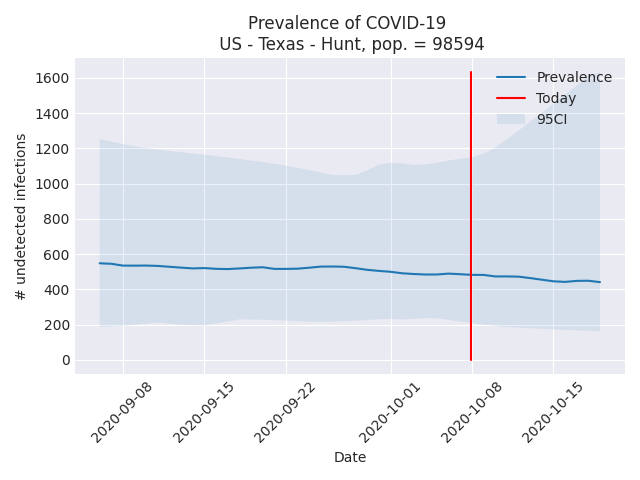 Prevalence of COVID-19
US - Texas - Hunt, pop. = 98594
Prevalence
Today
95CI
# undetected infections
1600
1400
1200
1000
800
600
400
200
0
2020-09-08
2020-09-15
2020-09-22
2020-10-01
2020-10-08
2020-10-15
Date